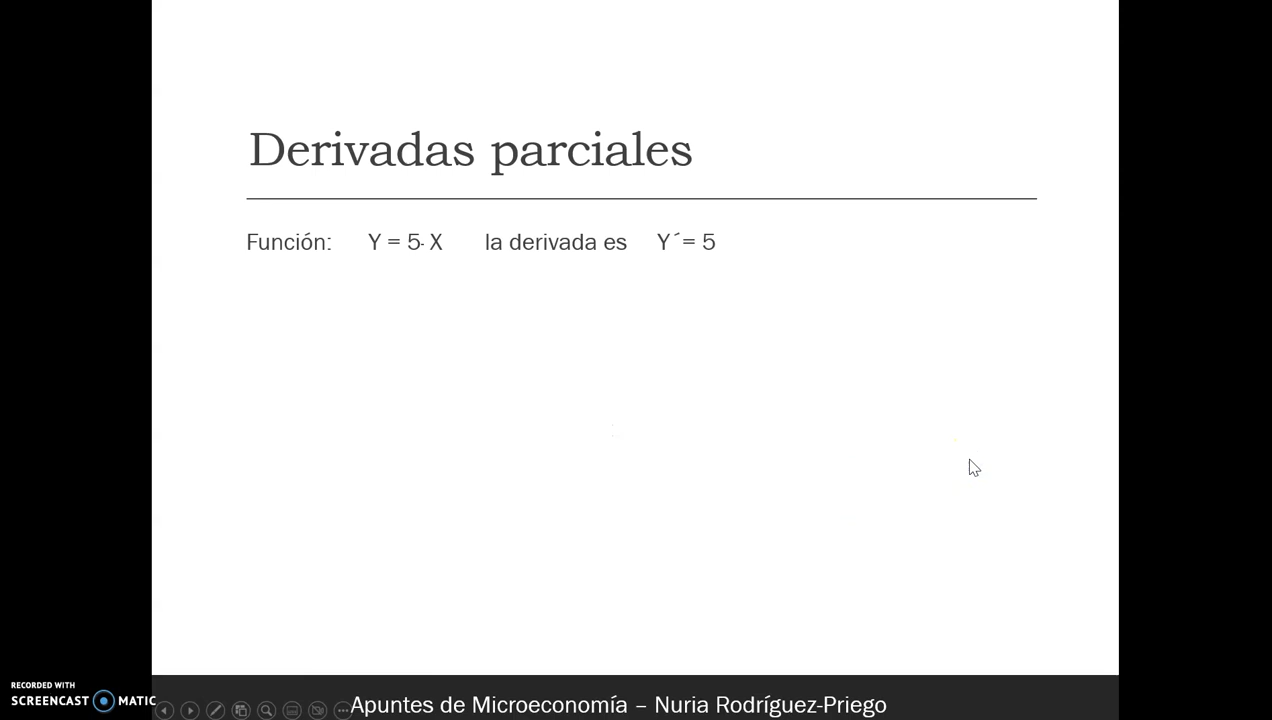 Derivadas parciales
Función: Y = 5· X la derivada es Y´= 5
RECORDED WITH
SCREENCAST MATIC
Apuntes de Microeconomía – Nuria Rodríguez-Priego